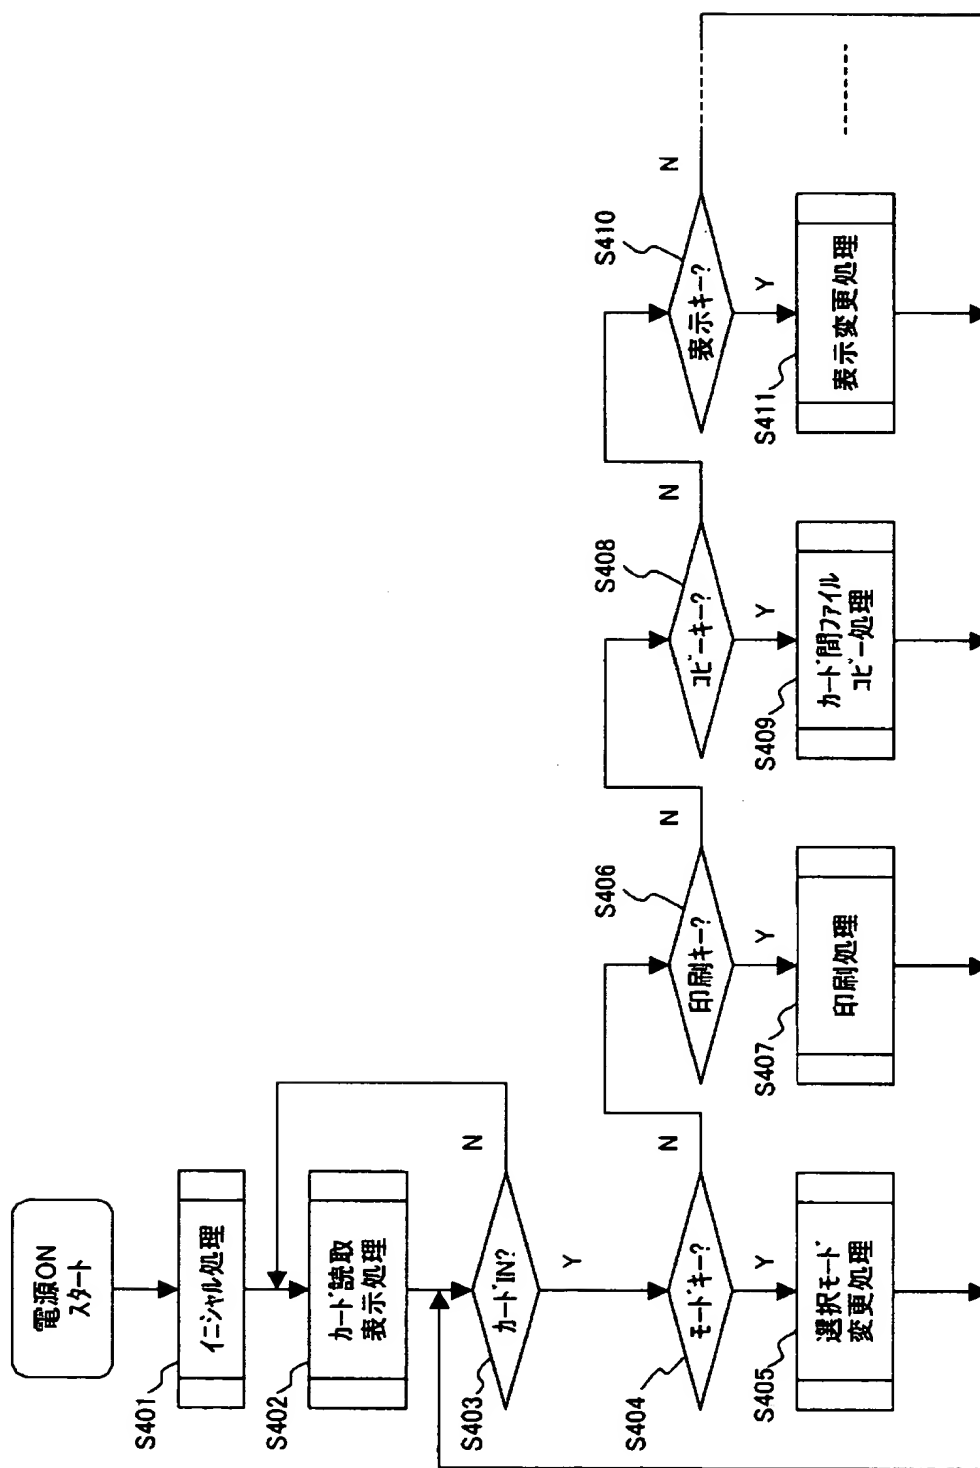 電源ON
スタート
S401
イニシャル処理
S402
カード読取
表示処理
S403
カードIN?
N
Y
S404
モードキー?
N
Y
S405
選択モード
変更処理
S406
印刷キー?
N
Y
S407
印刷処理
S408
コピーキー?
N
Y
S409
カード間ファイル
コピー処理
S410
表示キー?
N
Y
S411
表示変更処理